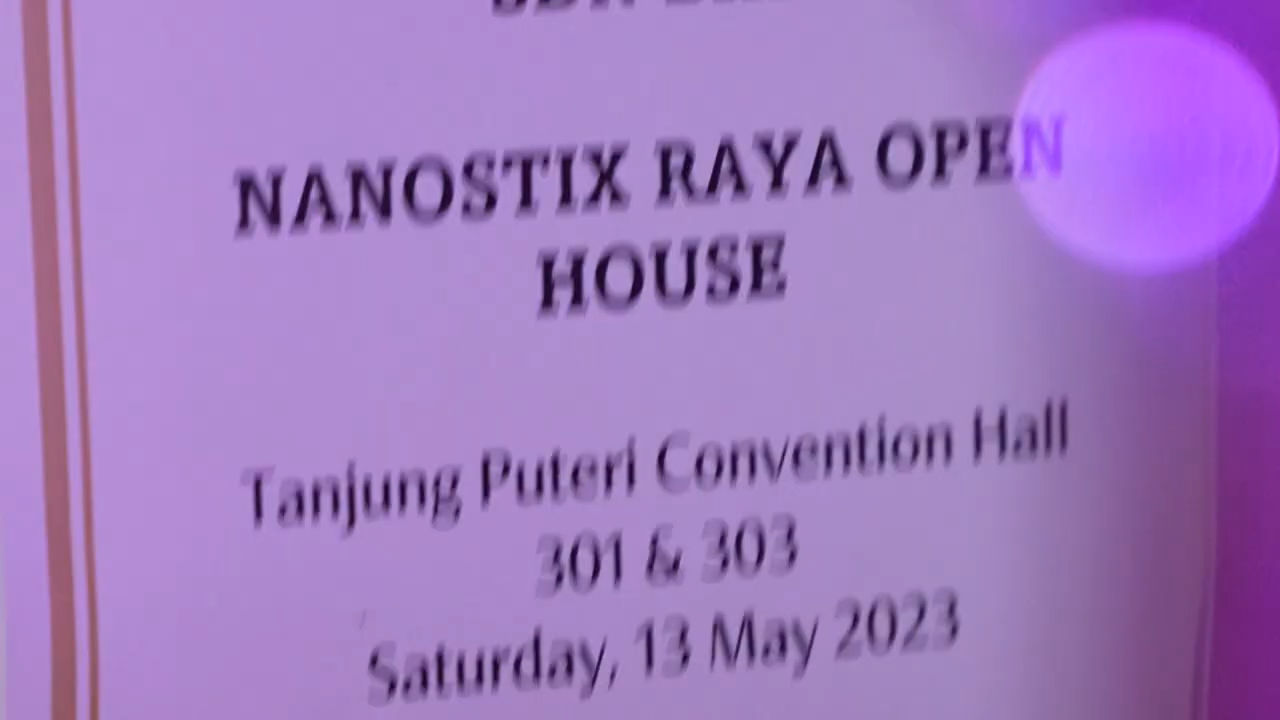 NANOSTIX RAYA OPEN
HOUSE
Tanjung Puteri Convention Hall
301 & 303
Saturday, 13 May 2023